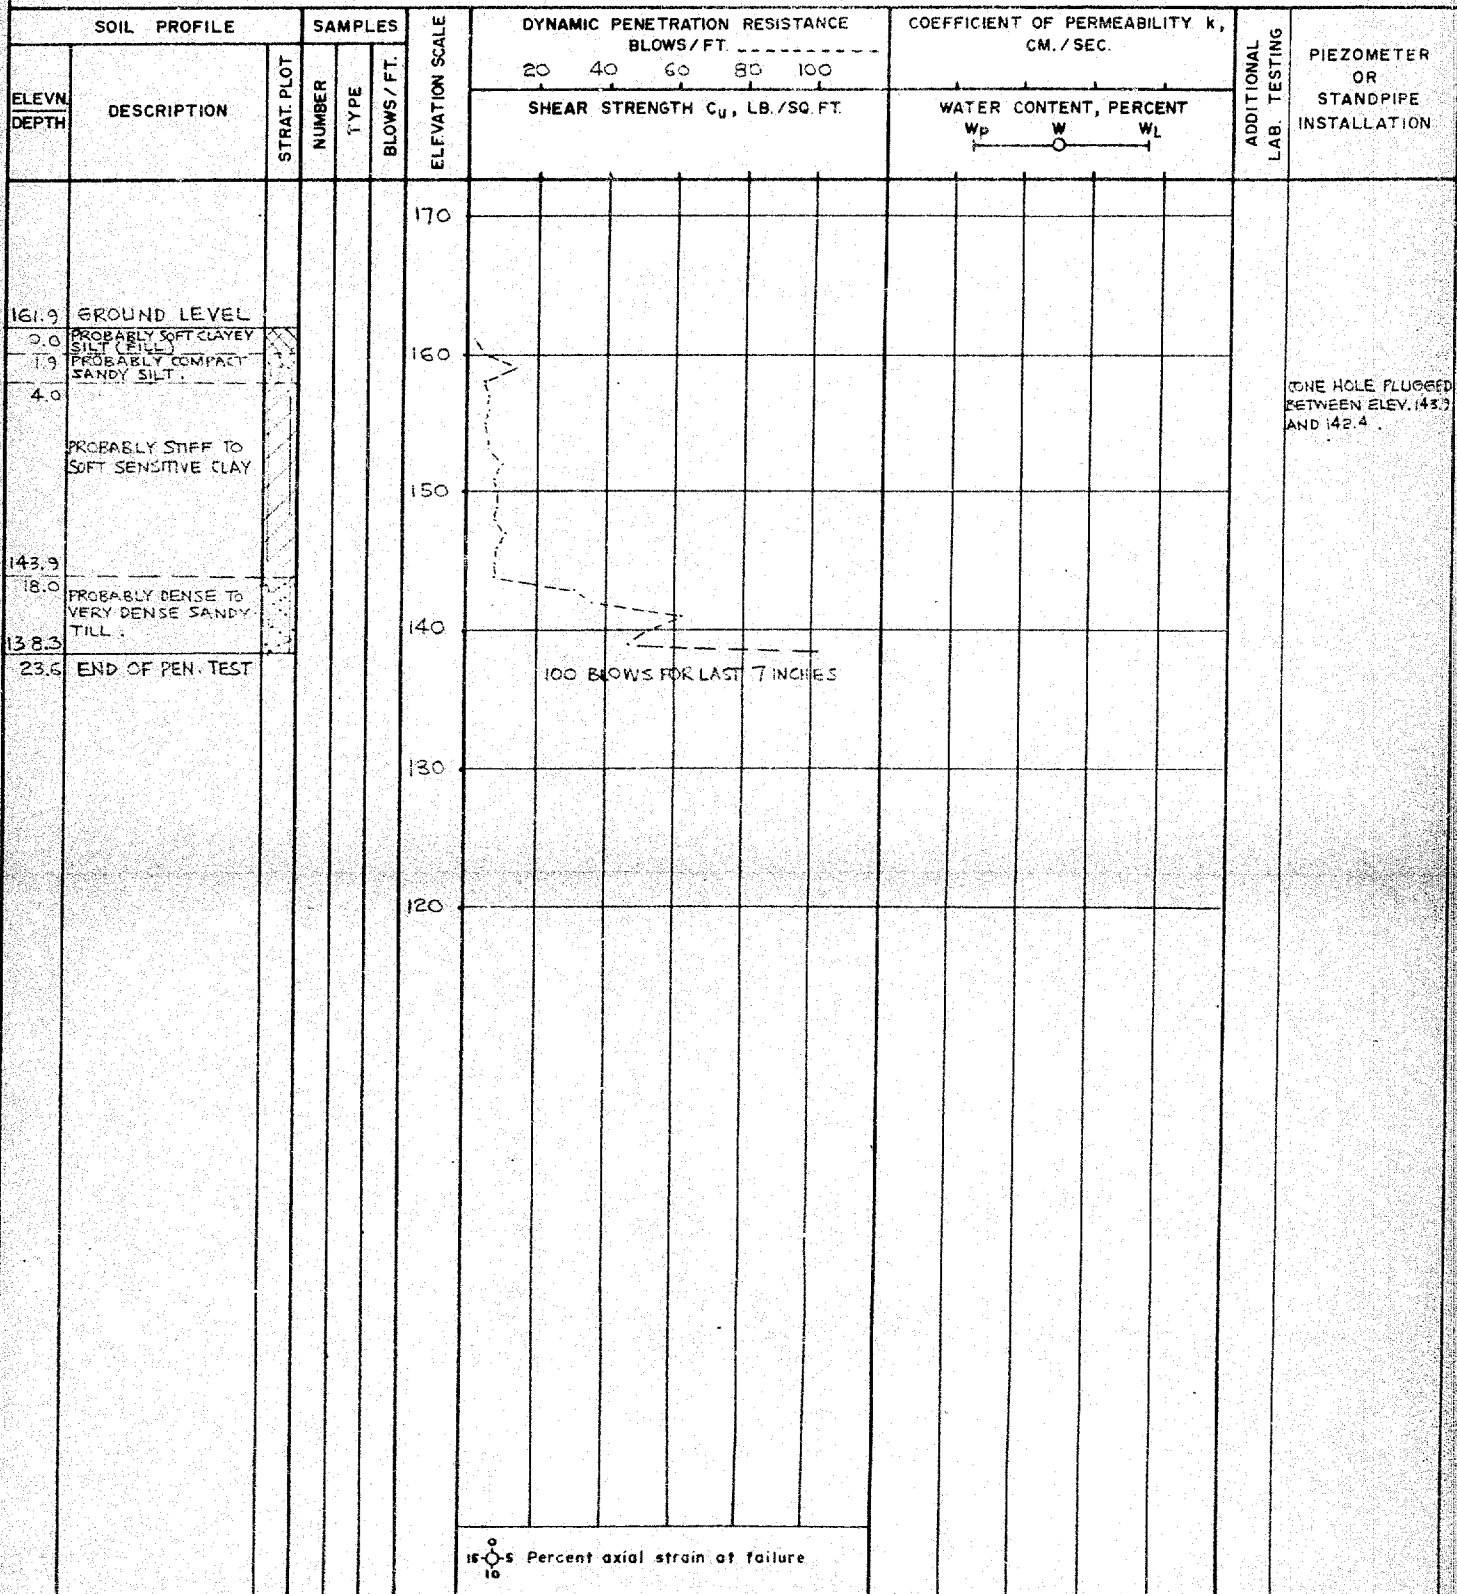 SOIL PROFILE
SAMPLES
ELEVATION SCALE
DYNAMIC PENETRATION RESISTANCE
BLOWS/FT. ------------
20 40 60 80 100
SHEAR STRENGTH Cu, LB./SQ.FT.
COEFFICIENT OF PERMEABILITY k,
CM./SEC.
WATER CONTENT, PERCENT
Wp W WL
ADDITIONAL
LAB. TESTING
PIEZOMETER
OR
STANDPIPE
INSTALLATION
ELEVN.
DEPTH
DESCRIPTION
STRAT. PLOT
NUMBER
TYPE
BLOWS/FT.
170
161.9 GROUND LEVEL
0.0 PROBABLY SOFT CLAYEY
SILT (FILL)
1.9 PROBABLY COMPACT
SANDY SILT.
160
4.0
CONE HOLE PLUGGED
BETWEEN ELEV. 143.9
AND 142.4.
PROBABLY STIFF TO
SOFT SENSITIVE CLAY
150
143.9
18.0
PROBABLY DENSE TO
VERY DENSE SANDY
TILL.
140
138.3
23.6 END OF PEN. TEST
100 BLOWS FOR LAST 7 INCHES
130
120
0
15 5 Percent axial strain at failure
10